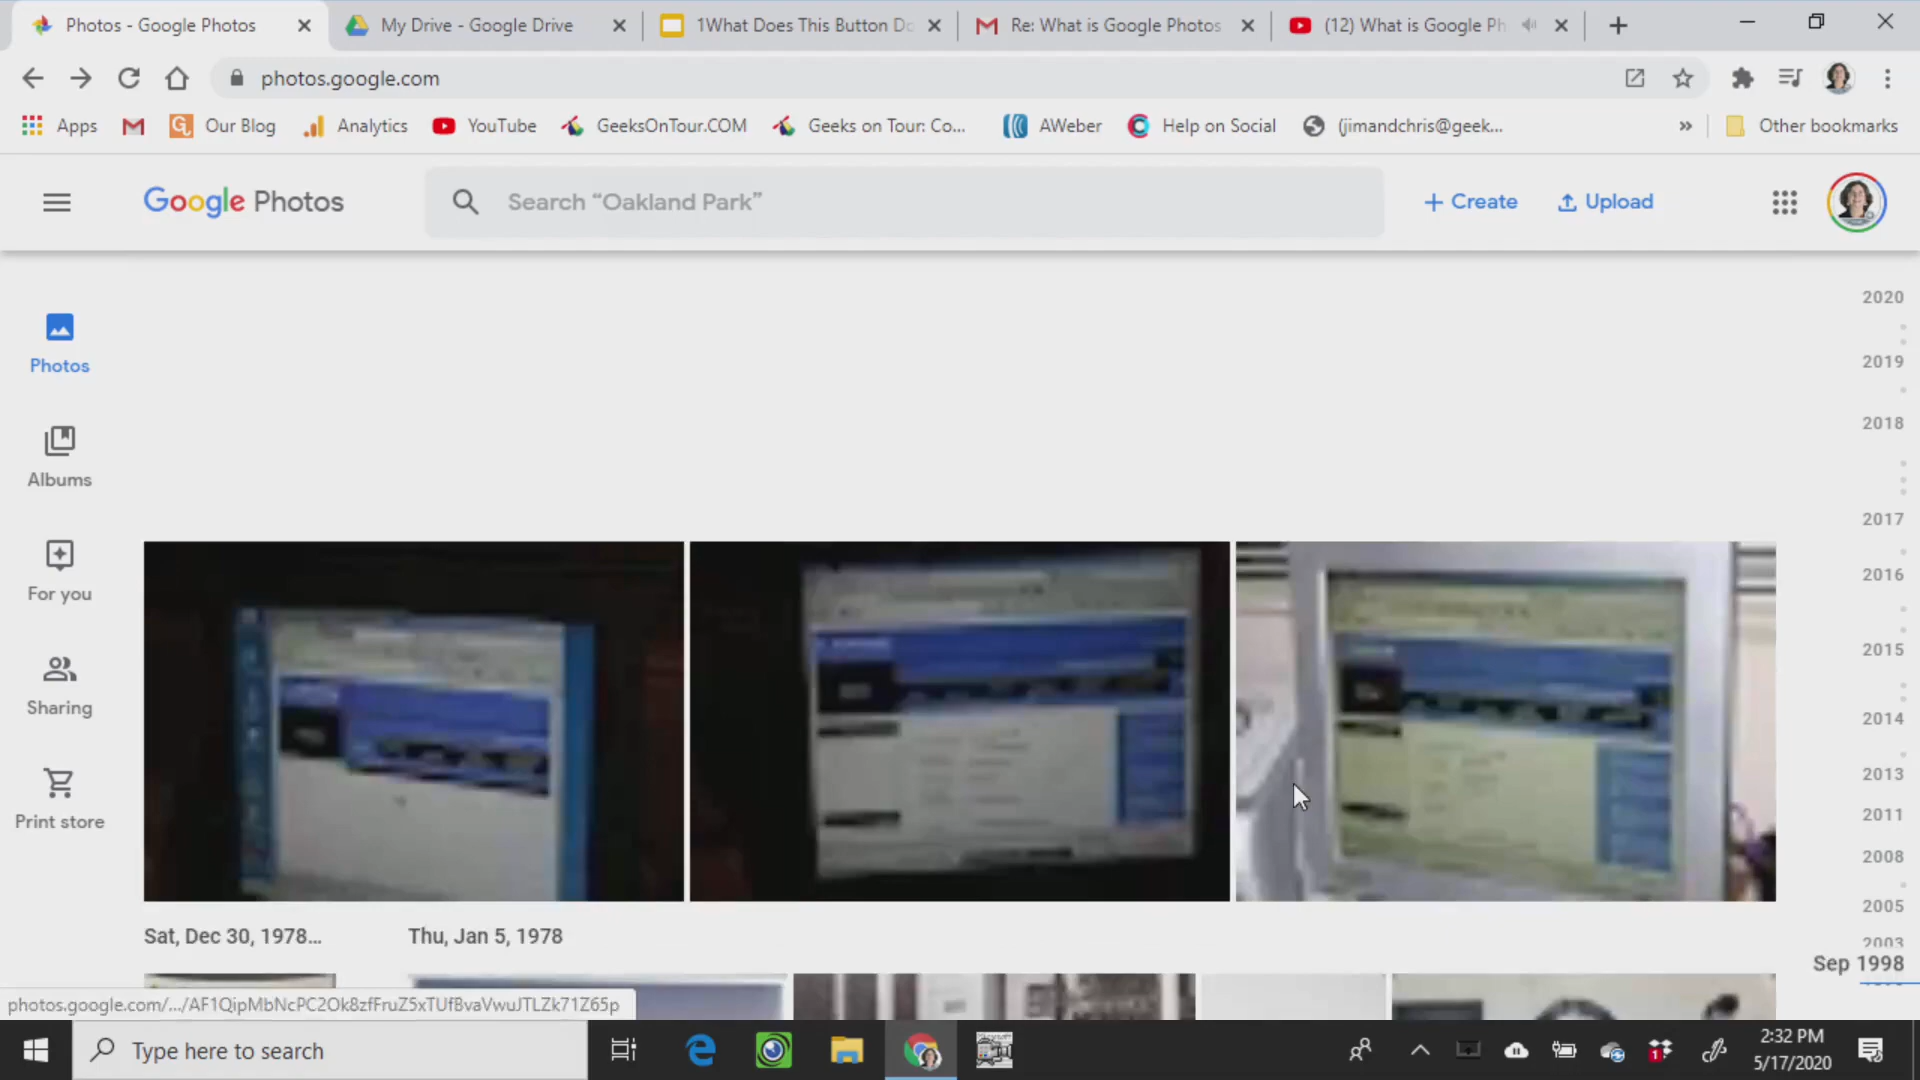 Photos - Google Photos
My Drive - Google Drive
1What Does This Button Do
Re: What is Google Photos
(12) What is Google Ph
photos.google.com
Apps
Our Blog
Analytics
YouTube
GeeksOnTour.COM
Geeks on Tour: Co...
AWeber
Help on Social
(jimandchris@geek...
»
Other bookmarks
Google Photos
Search “Oakland Park”
+ Create
Upload
2020
2019
2018
2017
2016
2015
2014
2013
2011
2008
2005
2003
Sep 1998
Photos
Albums
For you
Sharing
Print store
Sat, Dec 30, 1978...
Thu, Jan 5, 1978
photos.google.com/.../AF1QipMbNcPC2Ok8zfFruZ5xTUfBvaVwuJTLZk71Z65p
Type here to search
1
2:32 PM
5/17/2020